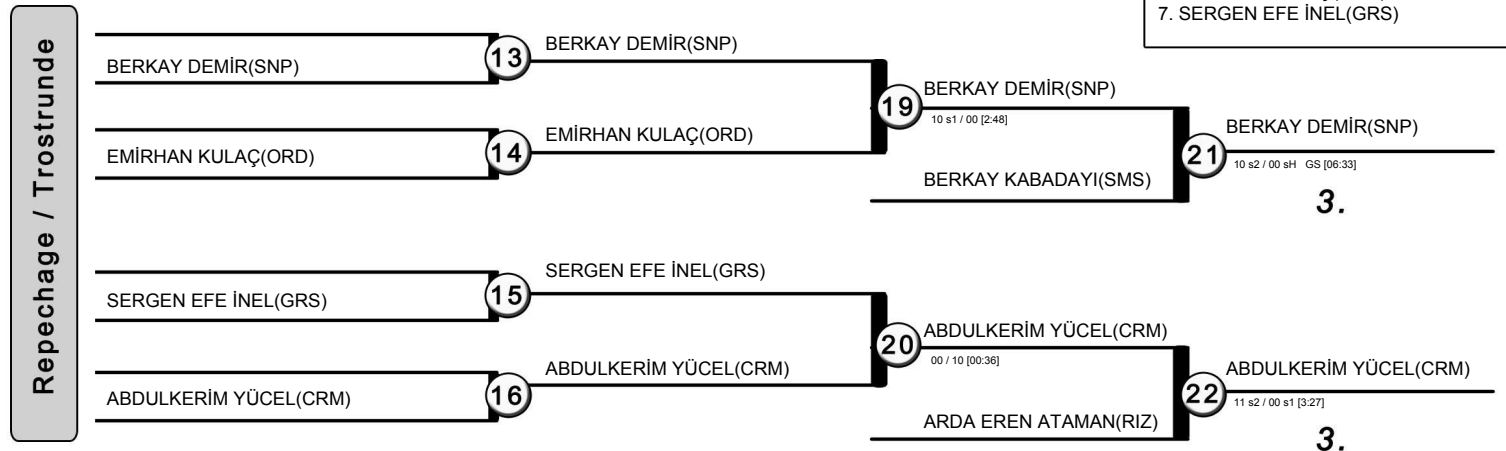 7. SERGEN EFE İNEL(GRS)
Repechage / Trostrunde
BERKAY DEMİR(SNP)
13
BERKAY DEMİR(SNP)
EMİRHAN KULAÇ(ORD)
14
EMİRHAN KULAÇ(ORD)
19
BERKAY DEMİR(SNP)
10 s1 / 00 [2:48]
BERKAY KABADAYI(SMS)
21
BERKAY DEMİR(SNP)
10 s2 / 00 sH GS [06:33]
3.
SERGEN EFE İNEL(GRS)
15
SERGEN EFE İNEL(GRS)
ABDULKERİM YÜCEL(CRM)
16
ABDULKERİM YÜCEL(CRM)
20
ABDULKERİM YÜCEL(CRM)
00 / 10 [00:36]
ARDA EREN ATAMAN(RIZ)
22
ABDULKERİM YÜCEL(CRM)
11 s2 / 00 s1 [3:27]
3.